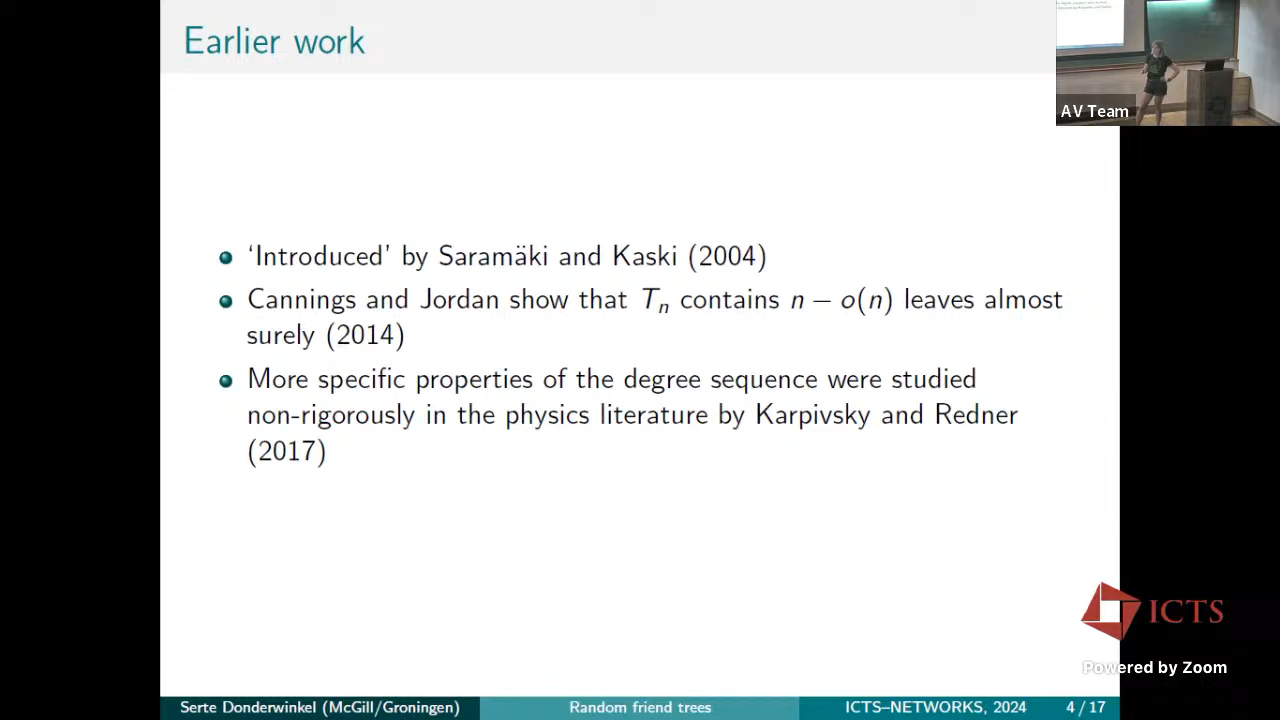 Earlier work
AV Team
‘Introduced’ by Saramäki and Kaski (2004)
Cannings and Jordan show that Tn contains n − o(n) leaves almost
surely (2014)
More specific properties of the degree sequence were studied
non-rigorously in the physics literature by Karpivsky and Redner
(2017)
ICTS
Powered by Zoom
Serte Donderwinkel (McGill/Groningen)
Random friend trees
ICTS–NETWORKS, 2024
4 / 17